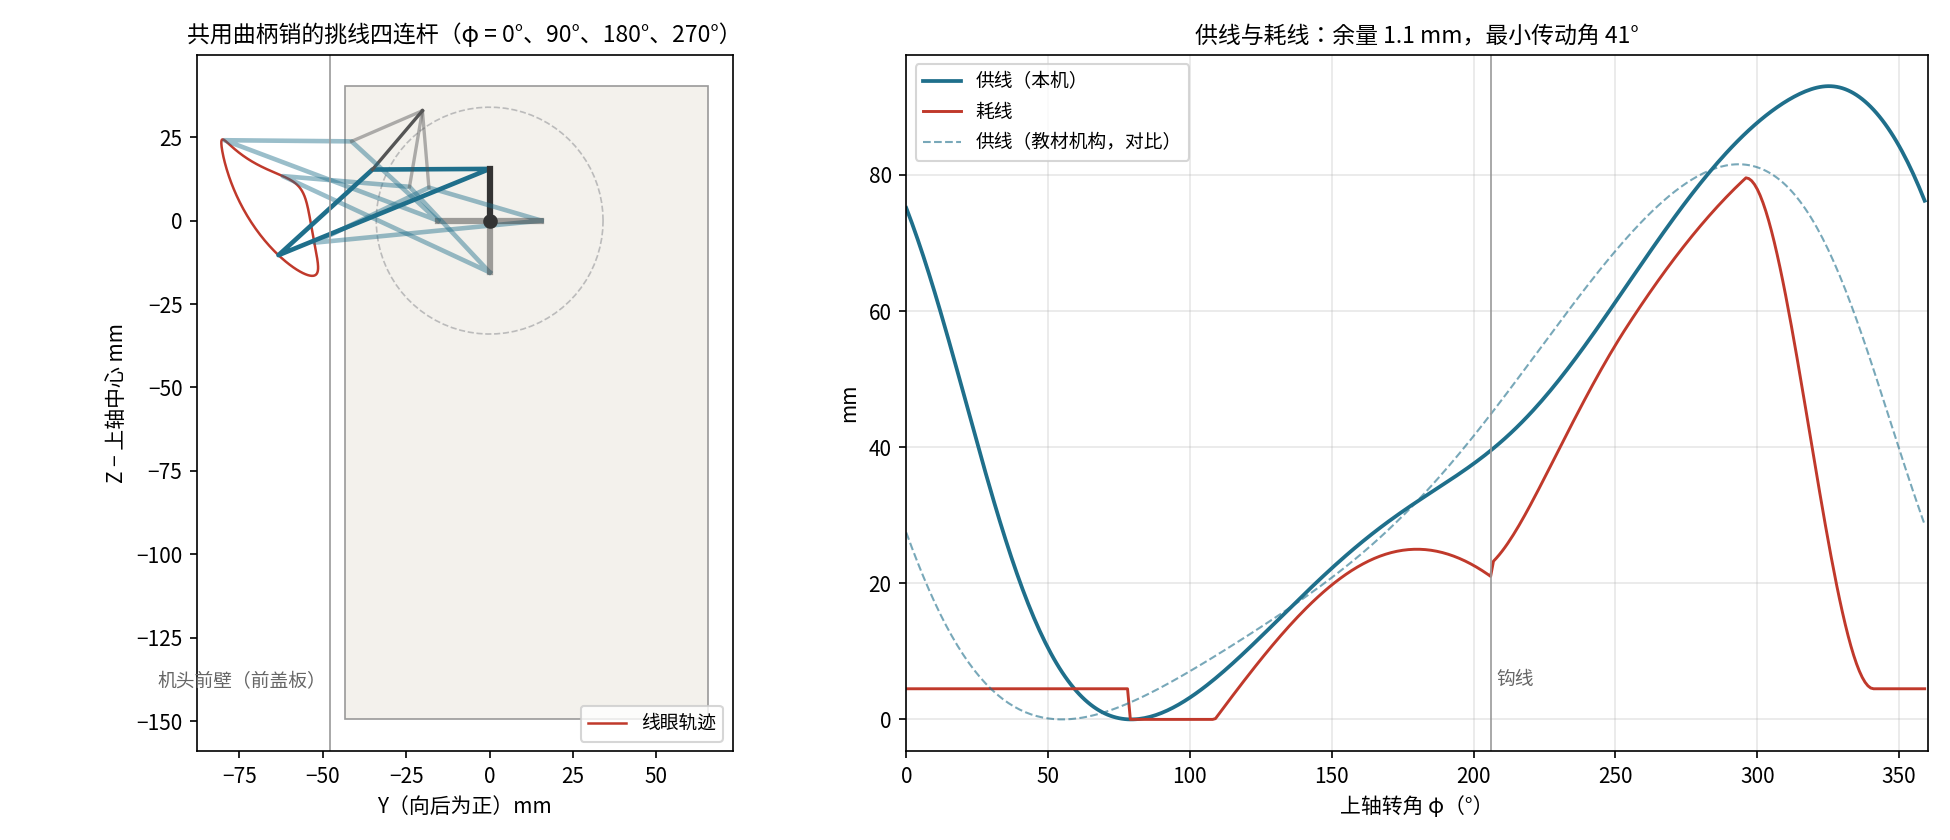 共用曲柄销的挑线四连杆（φ = 0°、90°、180°、270°）
25
0
−25
−50
−75
−100
−125
−150
Z − 上轴中心 mm
机头前壁（前盖板）
线眼轨迹
−75
−50
−25
0
25
50
Y（向后为正）mm
供线与耗线：余量 1.1 mm，最小传动角 41°
供线（本机）
耗线
供线（教材机构，对比）
80
60
40
20
0
mm
钩线
0
50
100
150
200
250
300
350
上轴转角 φ（°）